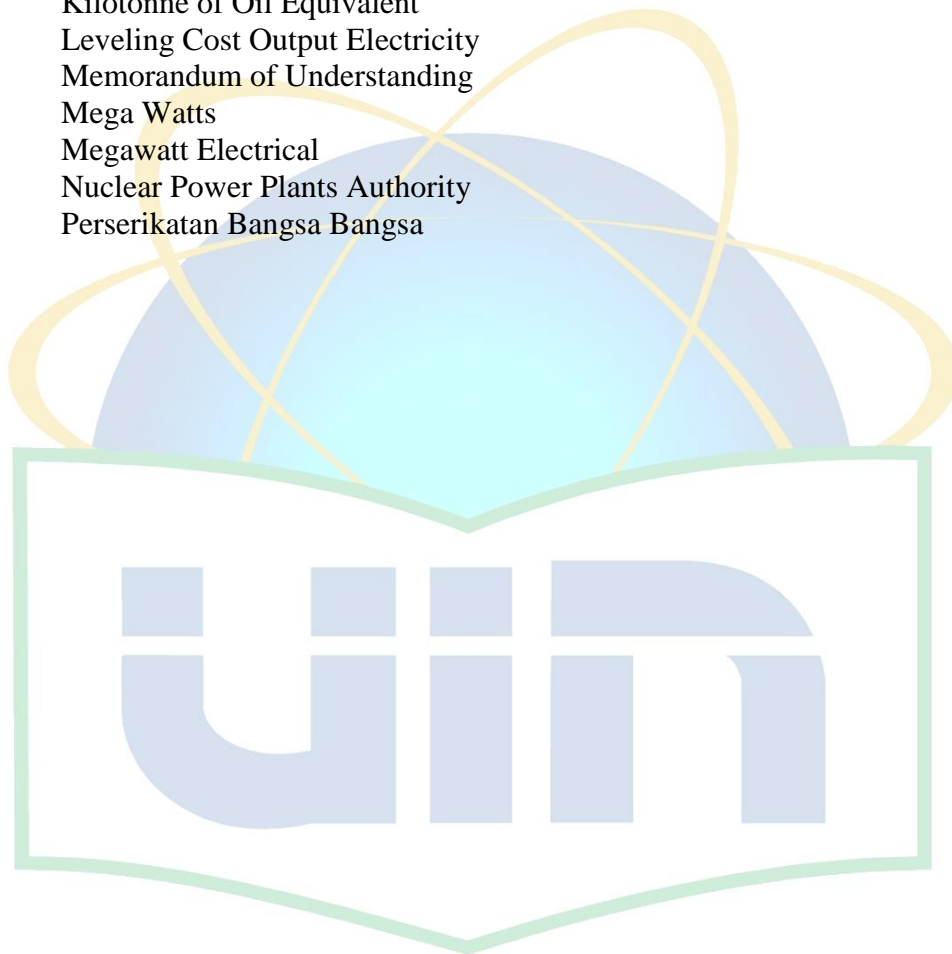 Kilotonne of Oil Equivalent
Leveling Cost Output Electricity
Memorandum of Understanding
Mega Watts
Megawatt Electrical
Nuclear Power Plants Authority
Perserikatan Bangsa Bangsa
uin